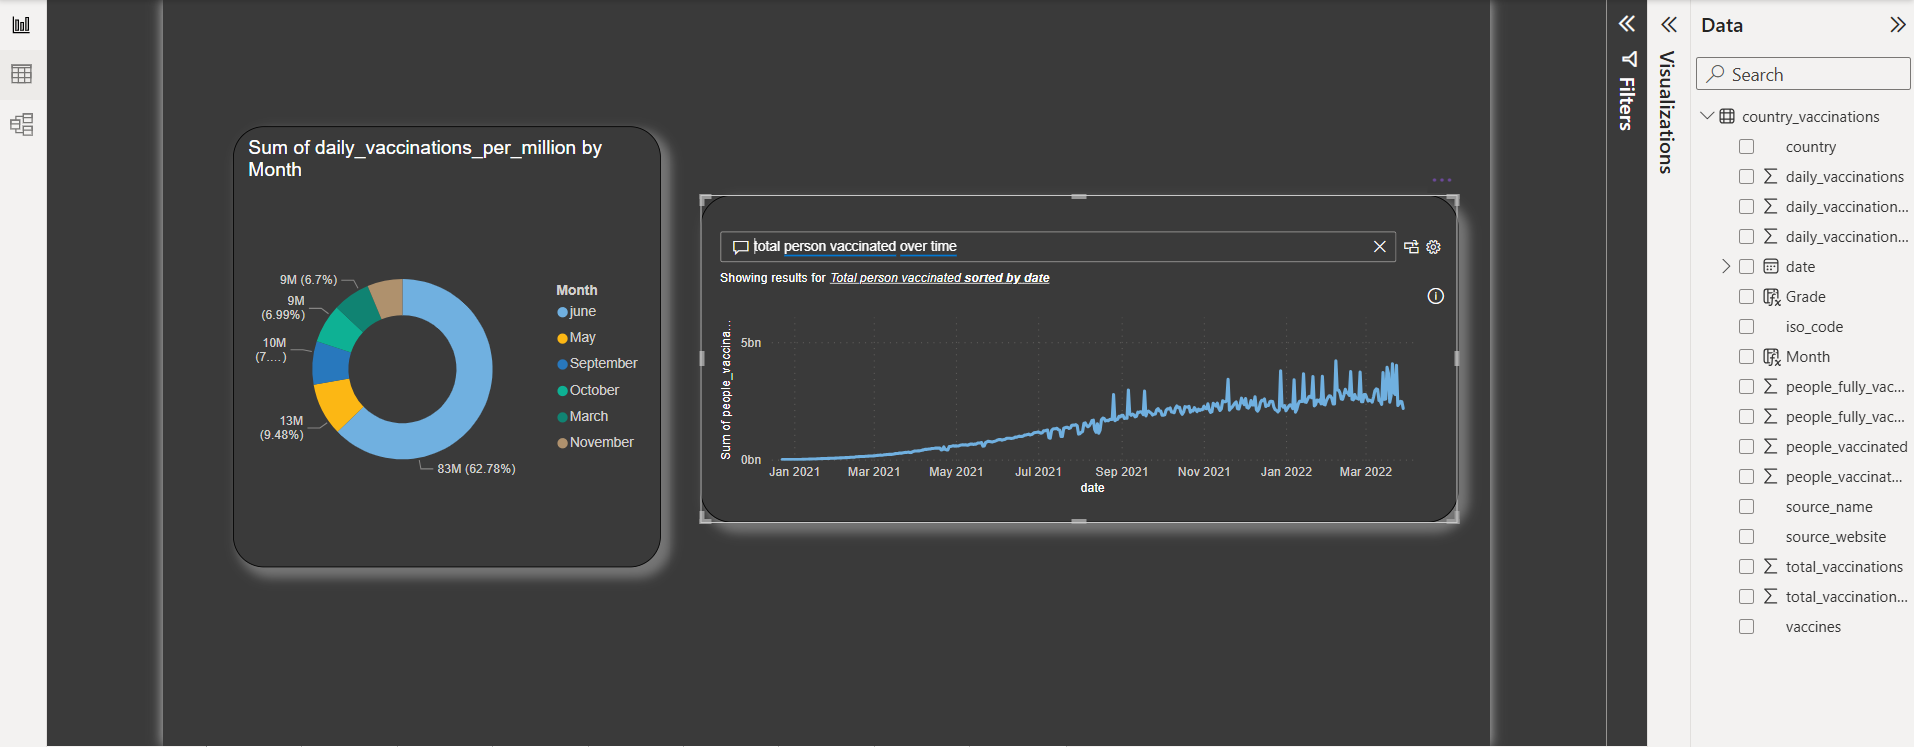 Sum of daily_vaccinations_per_million by
Month
9M (6.7%)
9M
(6.99%)
10M
(7....)
13M
(9.48%)
83M (62.78%)
Month
june
May
September
October
March
November
total person vaccinated over time
Showing results for Total person vaccinated sorted by date
Sum of people_vaccina...
5bn
0bn
Jan 2021 Mar 2021 May 2021 Jul 2021 Sep 2021 Nov 2021 Jan 2022 Mar 2022
date
Filters
Visualizations
Data
Search
country_vaccinations
country
daily_vaccinations
daily_vaccination...
daily_vaccination...
date
Grade
iso_code
Month
people_fully_vac...
people_fully_vac...
people_vaccinated
people_vaccinat...
source_name
source_website
total_vaccinations
total_vaccination...
vaccines